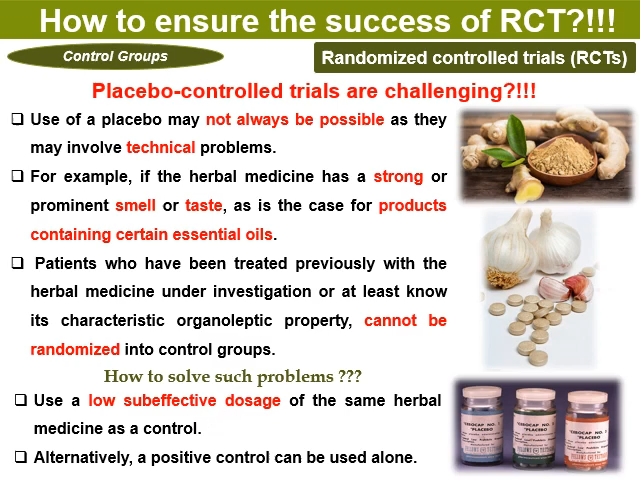 How to ensure the success of RCT?!!!
Control Groups
Randomized controlled trials (RCTs)
Placebo-controlled trials are challenging?!!!
❑ Use of a placebo may not always be possible as they
may involve technical problems.
❑ For example, if the herbal medicine has a strong or
prominent smell or taste, as is the case for products
containing certain essential oils.
❑ Patients who have been treated previously with the
herbal medicine under investigation or at least know
its characteristic organoleptic property, cannot be
randomized into control groups.
How to solve such problems ???
❑ Use a low subeffective dosage of the same herbal
medicine as a control.
❑ Alternatively, a positive control can be used alone.
PLACEBO
PLACEBO
PLACEBO